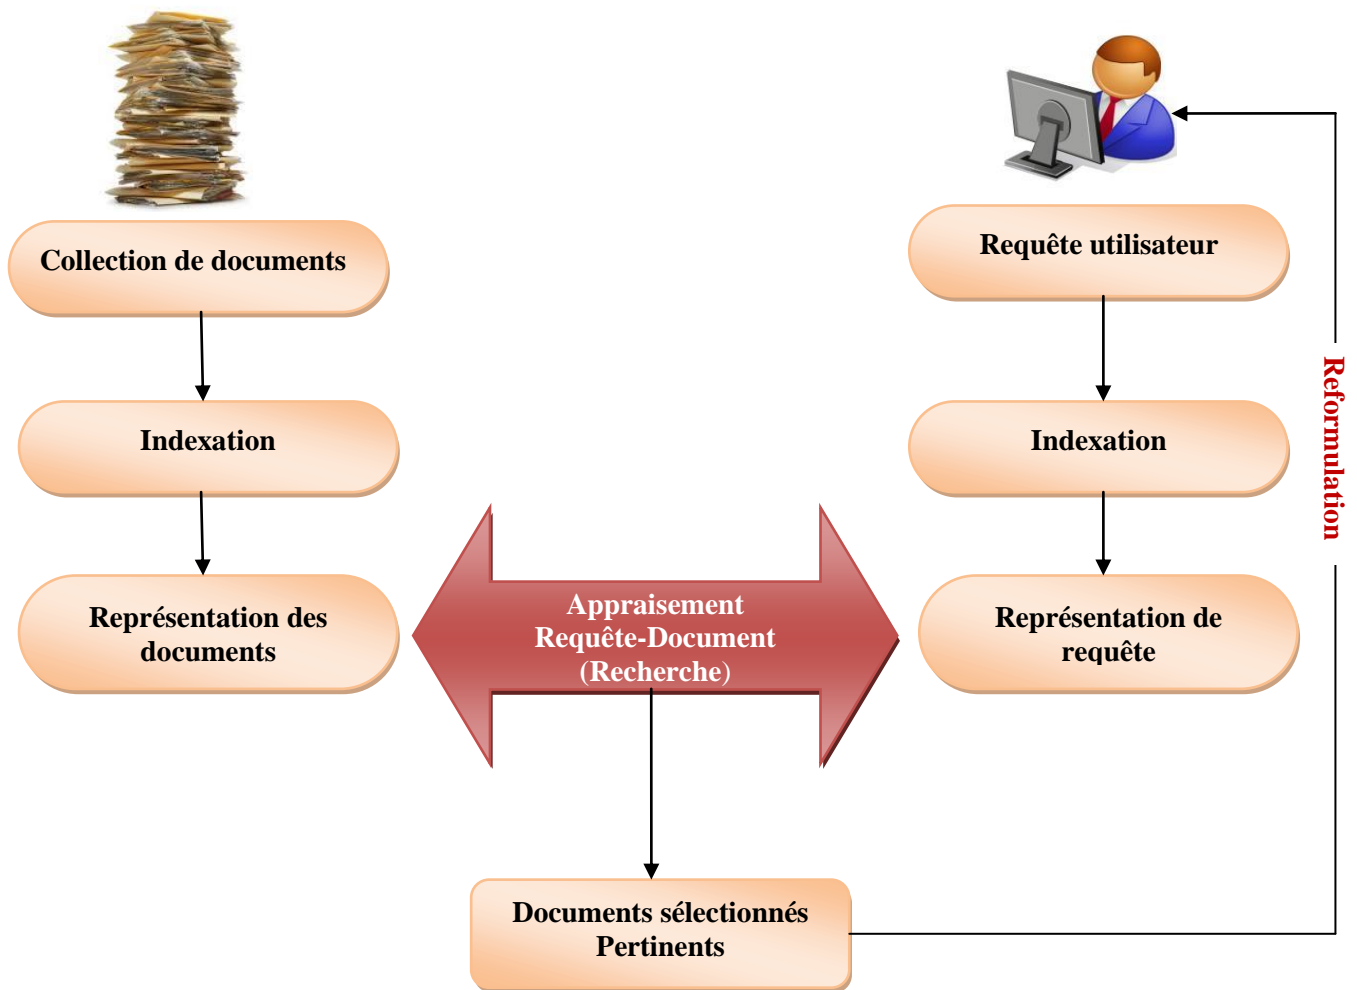 Collection de documents
Requête utilisateur
Indexation
Indexation
Reformulation
Représentation des
documents
Appraisement
Requête-Document
(Recherche)
Représentation de
requête
Documents sélectionnés
Pertinents